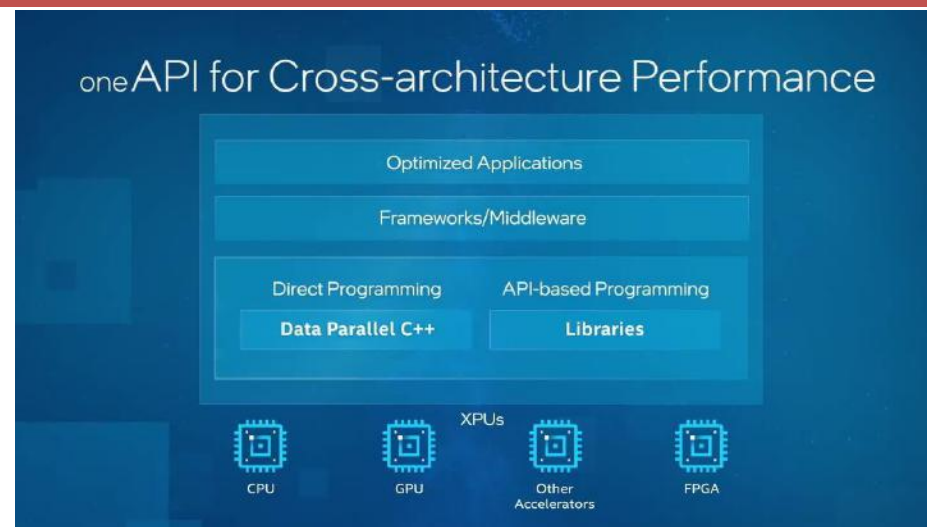 oneAPI for Cross-architecture Performance
Optimized Applications
Frameworks/Middleware
Direct Programming
API-based Programming
Data Parallel C++
Libraries
XPUs
CPU
GPU
Other
Accelerators
FPGA